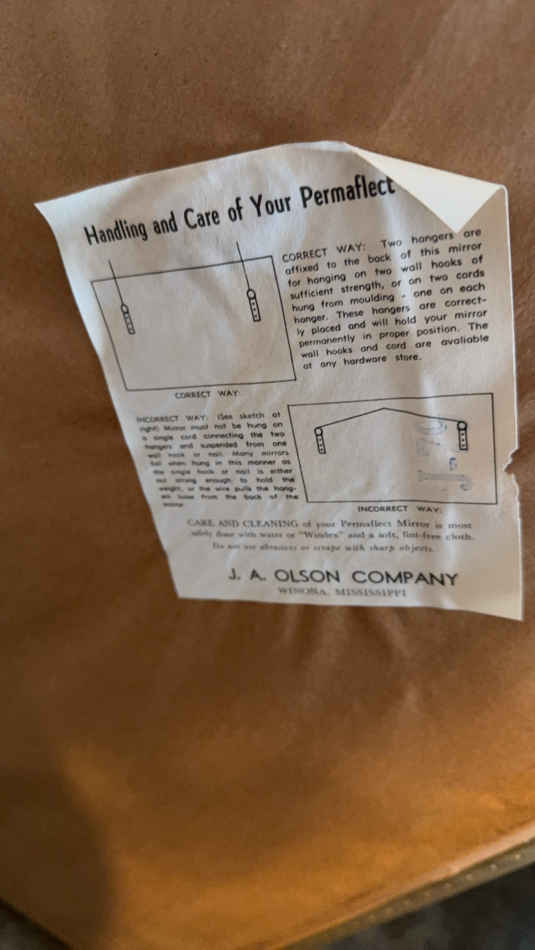 Handling and Care of Your Permaflect
CORRECT WAY: Two hangers are
affixed to the back of this mirror
for hanging on two wall hooks of
sufficient strength, or on two cords
hung from moulding - one on each
hanger. These hangers are correct-
ly placed and will hold your mirror
permanently in proper position. The
wall hooks and cord are avaliable
at any hardware store.
CORRECT WAY:
INCORRECT WAY: (See sketch at
right) Mirror must not be hung on
a single cord connecting the two
hangers and suspended from one
wall hook or nail. Many mirrors
fall when hung in this manner as
the single hook or nail is either
not strong enough to hold the
weight, or the wire pulls the hang-
ers loose from the back of the
mirror.
INCORRECT WAY:
CARE AND CLEANING of your Permaflect Mirror is most
safely done with water or "Windex" and a soft, lint-free cloth.
Do not use abrasives or scrape with sharp objects.
J. A. OLSON COMPANY
WINONA, MISSISSIPPI